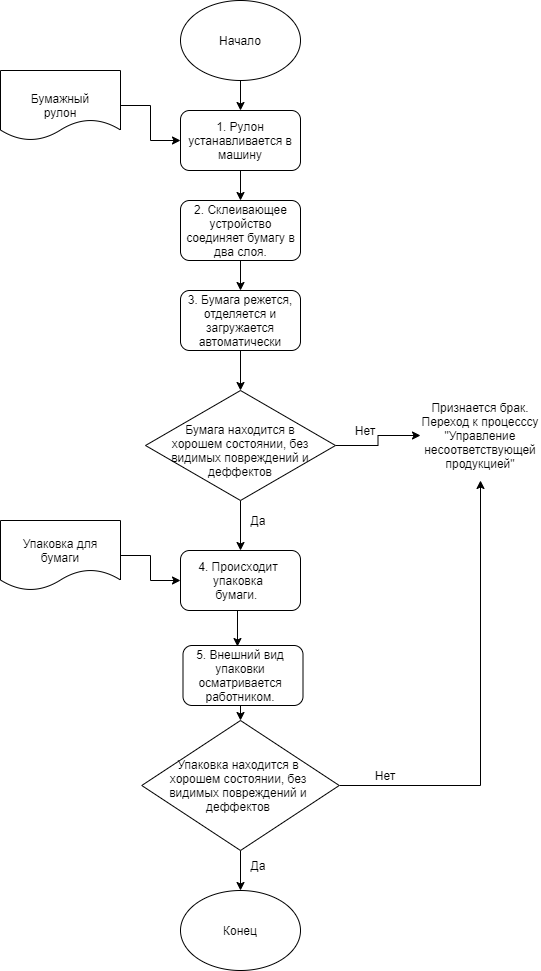 Начало
Бумажный
рулон
1. Рулон
устанавливается в
машину
2. Склеивающее
устройство
соединяет бумагу в
два слоя.
3. Бумага режется,
отделяется и
загружается
автоматически
Бумага находится в
хорошем состоянии, без
видимых повреждений и
деффектов
Нет
Признается брак.
Переход к процесссу
"Управление
несоответствующей
продукцией"
Да
Упаковка для
бумаги
4. Происходит
упаковка
бумаги.
5. Внешний вид
упаковки
осматривается
работником.
Упаковка находится в
хорошем состоянии, без
видимых повреждений и
деффектов
Нет
Да
Конец